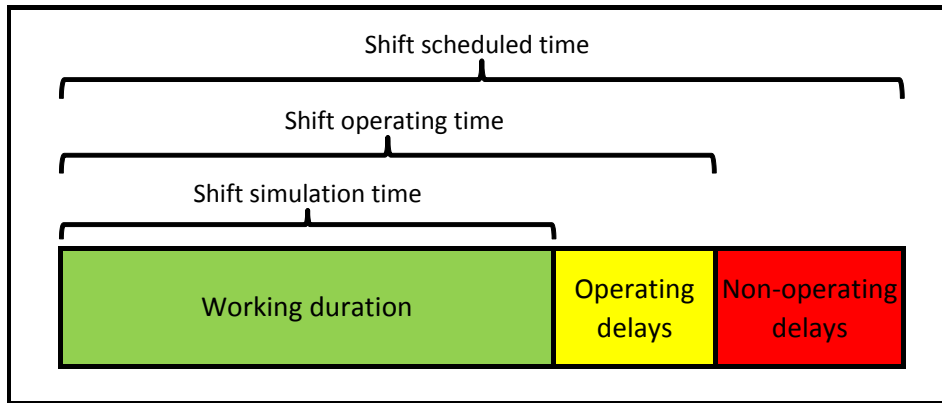 Shift scheduled time
Shift operating time
Shift simulation time
Working duration
Operating
delays
Non-operating
delays